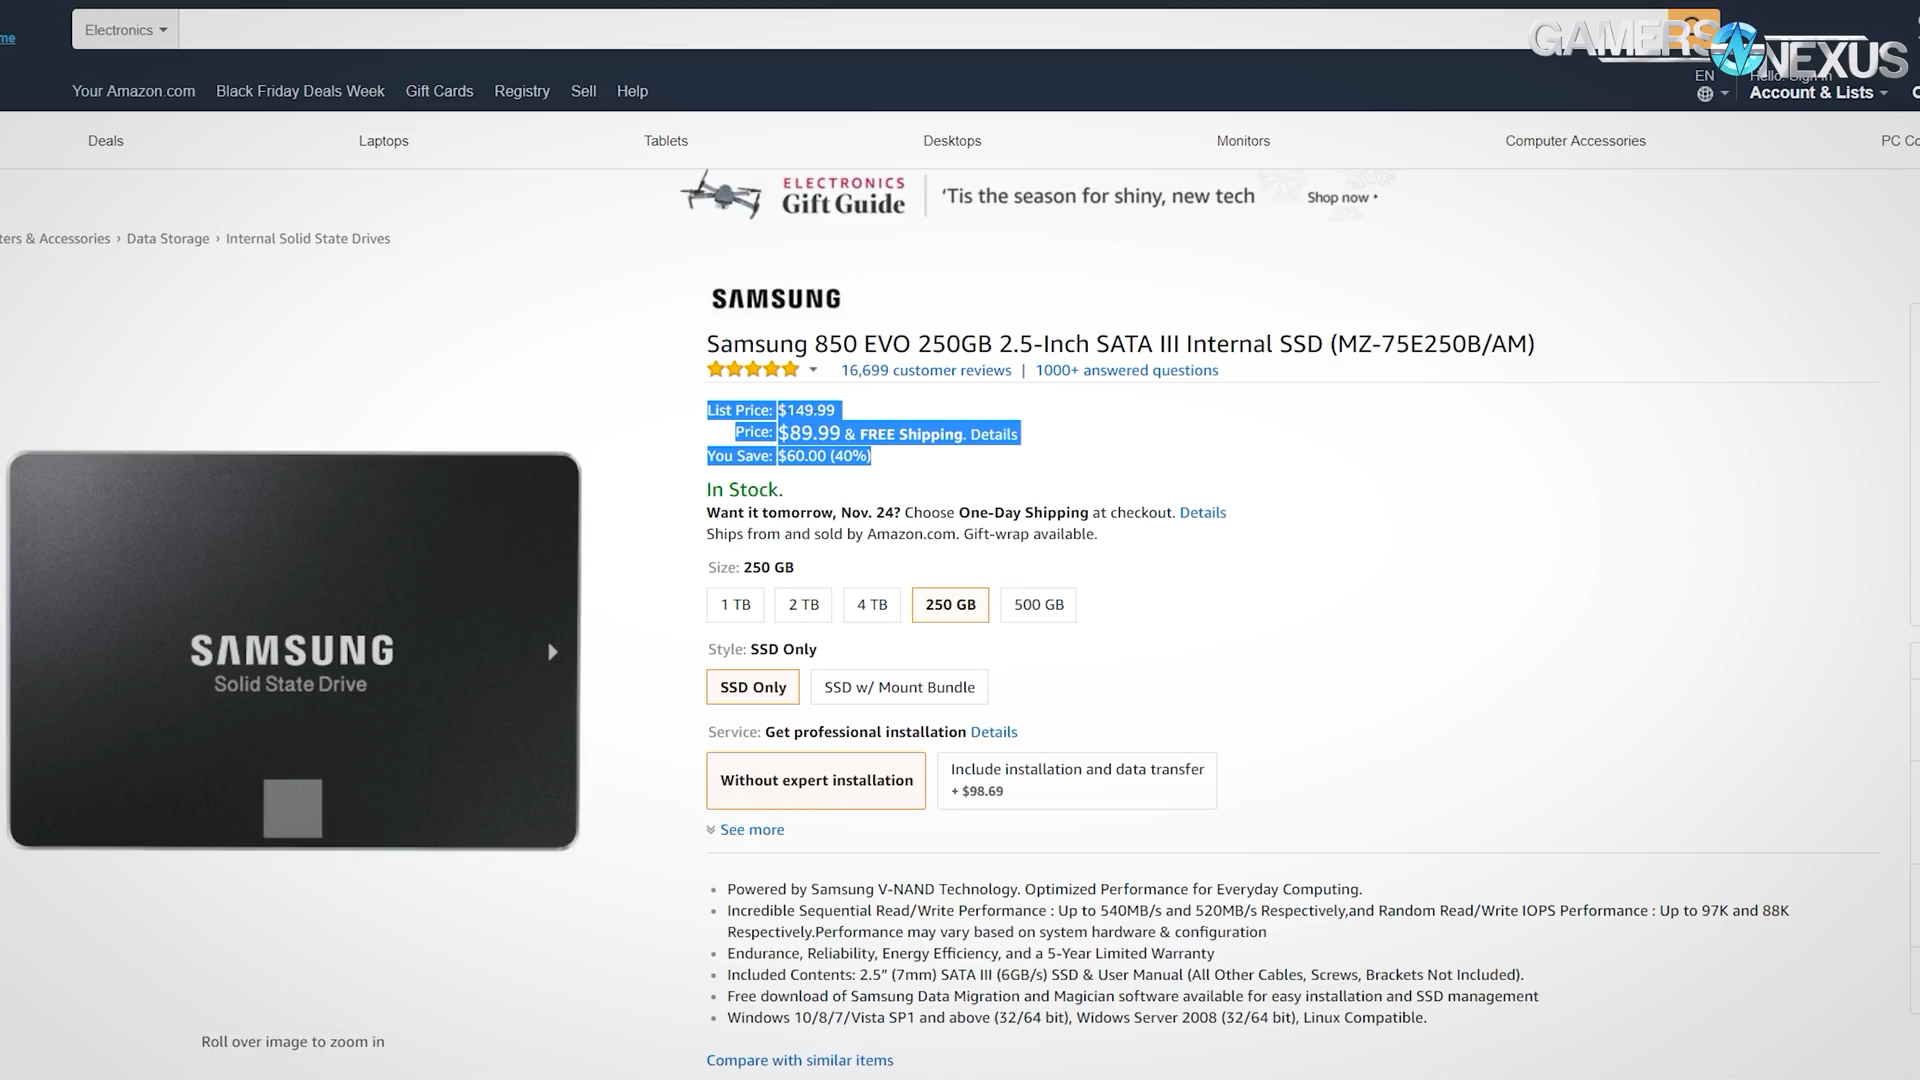 me
Electronics
GAMERS NEXUS
EN
Hello. Sign in
Account & Lists
Your Amazon.com Black Friday Deals Week Gift Cards Registry Sell Help
Deals Laptops Tablets Desktops Monitors Computer Accessories PC Co
ELECTRONICS
Gift Guide
‘Tis the season for shiny, new tech
Shop now
ters & Accessories › Data Storage › Internal Solid State Drives
SAMSUNG
Samsung 850 EVO 250GB 2.5-Inch SATA III Internal SSD (MZ-75E250B/AM)
16,699 customer reviews | 1000+ answered questions
List Price: $149.99
Price: $89.99 & FREE Shipping. Details
You Save: $60.00 (40%)
In Stock.
Want it tomorrow, Nov. 24? Choose One-Day Shipping at checkout. Details
Ships from and sold by Amazon.com. Gift-wrap available.
Size: 250 GB
1 TB 2 TB 4 TB 250 GB 500 GB
Style: SSD Only
SSD Only SSD w/ Mount Bundle
Service: Get professional installation Details
Without expert installation
Include installation and data transfer
+ $98.69
See more
SAMSUNG
Solid State Drive
Roll over image to zoom in
• Powered by Samsung V-NAND Technology. Optimized Performance for Everyday Computing.
• Incredible Sequential Read/Write Performance : Up to 540MB/s and 520MB/s Respectively,and Random Read/Write IOPS Performance : Up to 97K and 88K
Respectively.Performance may vary based on system hardware & configuration
• Endurance, Reliability, Energy Efficiency, and a 5-Year Limited Warranty
• Included Contents: 2.5” (7mm) SATA III (6GB/s) SSD & User Manual (All Other Cables, Screws, Brackets Not Included).
• Free download of Samsung Data Migration and Magician software available for easy installation and SSD management
• Windows 10/8/7/Vista SP1 and above (32/64 bit), Widows Server 2008 (32/64 bit), Linux Compatible.
Compare with similar items